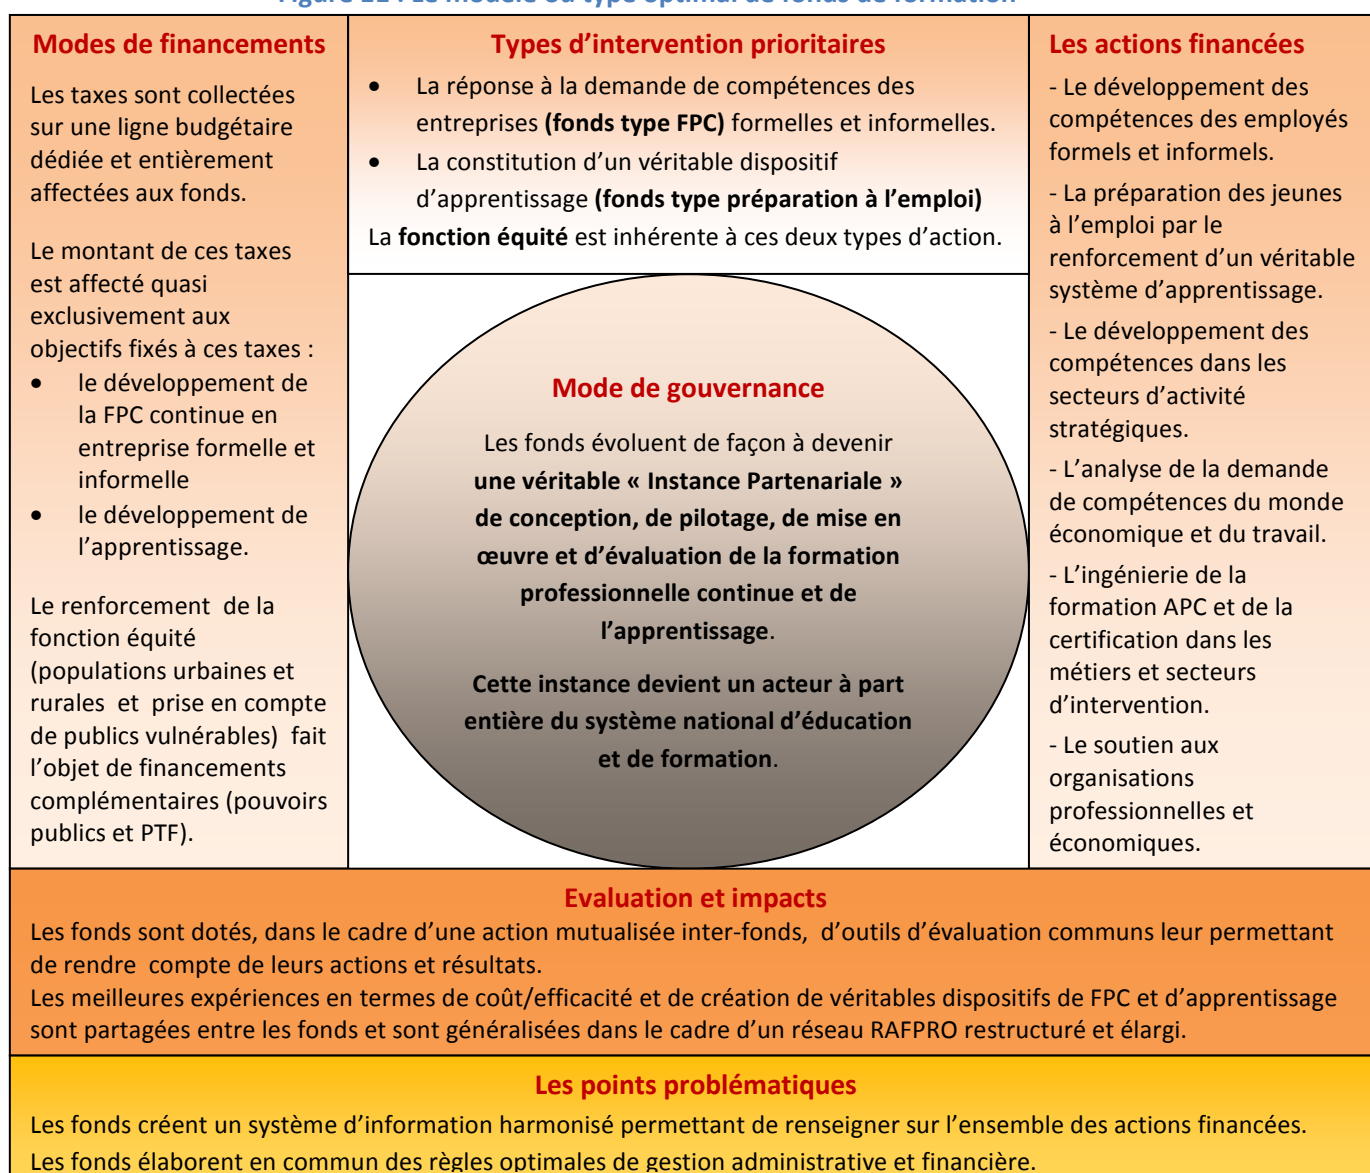 Figure 11 : Le modèle ou type optimal de fonds de formation
Modes de financements
Les taxes sont collectées
sur une ligne budgétaire
dédiée et entièrement
affectées aux fonds.
Le montant de ces taxes
est affecté quasi
exclusivement aux
objectifs fixés à ces taxes :
• le développement de
la FPC continue en
entreprise formelle et
informelle
• le développement de
l’apprentissage.
Le renforcement de la
fonction équité
(populations urbaines et
rurales et prise en compte
de publics vulnérables) fait
l’objet de financements
complémentaires (pouvoirs
publics et PTF).
Types d’intervention prioritaires
• La réponse à la demande de compétences des
entreprises (fonds type FPC) formelles et informelles.
• La constitution d’un véritable dispositif
d’apprentissage (fonds type préparation à l’emploi)
La fonction équité est inhérente à ces deux types d’action.
Mode de gouvernance
Les fonds évoluent de façon à devenir
une véritable « Instance Partenariale »
de conception, de pilotage, de mise en
œuvre et d’évaluation de la formation
professionnelle continue et de
l’apprentissage.
Cette instance devient un acteur à part
entière du système national d’éducation
et de formation.
Les actions financées
- Le développement des
compétences des employés
formels et informels.
- La préparation des jeunes
à l’emploi par le
renforcement d’un véritable
système d’apprentissage.
- Le développement des
compétences dans les
secteurs d’activité
stratégiques.
- L’analyse de la demande
de compétences du monde
économique et du travail.
- L’ingénierie de la
formation APC et de la
certification dans les
métiers et secteurs
d’intervention.
- Le soutien aux
organisations
professionnelles et
économiques.
Evaluation et impacts
Les fonds sont dotés, dans le cadre d’une action mutualisée inter-fonds, d’outils d’évaluation communs leur permettant
de rendre compte de leurs actions et résultats.
Les meilleures expériences en termes de coût/efficacité et de création de véritables dispositifs de FPC et d’apprentissage
sont partagées entre les fonds et sont généralisées dans le cadre d’un réseau RAFPRO restructuré et élargi.
Les points problématiques
Les fonds créent un système d’information harmonisé permettant de renseigner sur l’ensemble des actions financées.
Les fonds élaborent en commun des règles optimales de gestion administrative et financière.